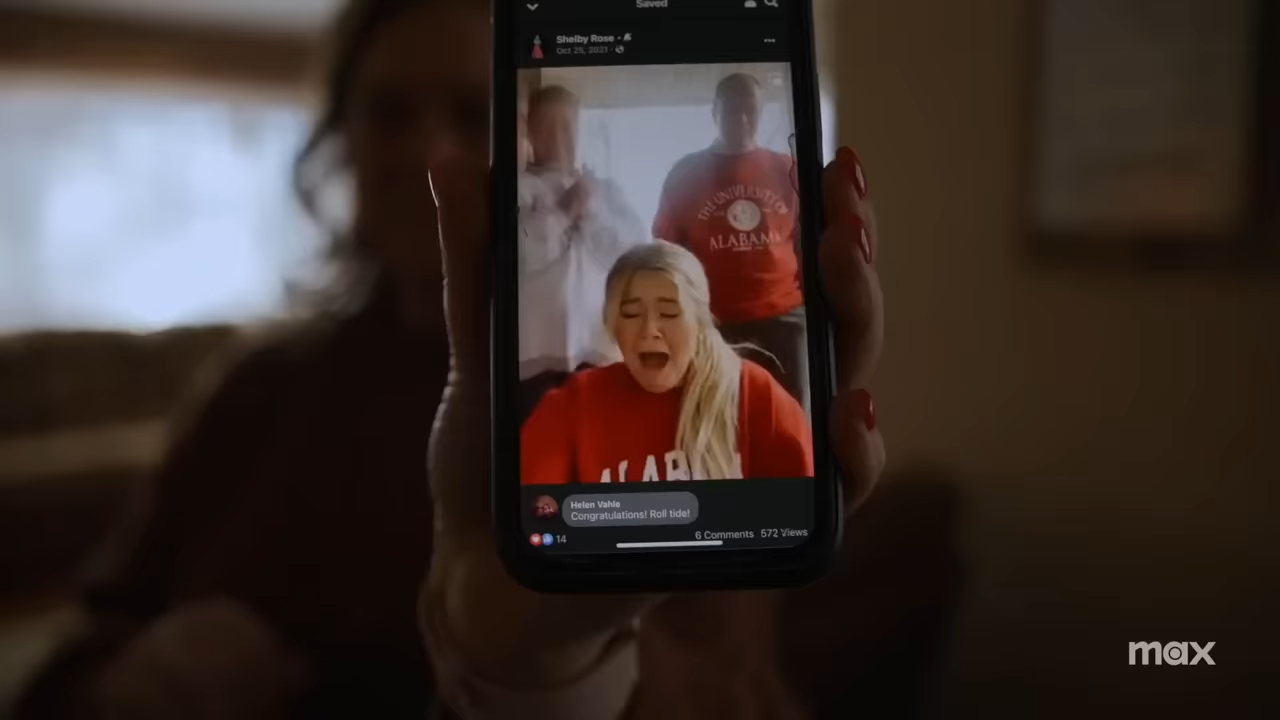 Saved
Shelby Rose
Oct 25, 2021
THE UNIVERSITY OF
ALABAMA
ALAB
Helen Vahle
Congratulations! Roll tide!
14
6 Comments 572 Views
max